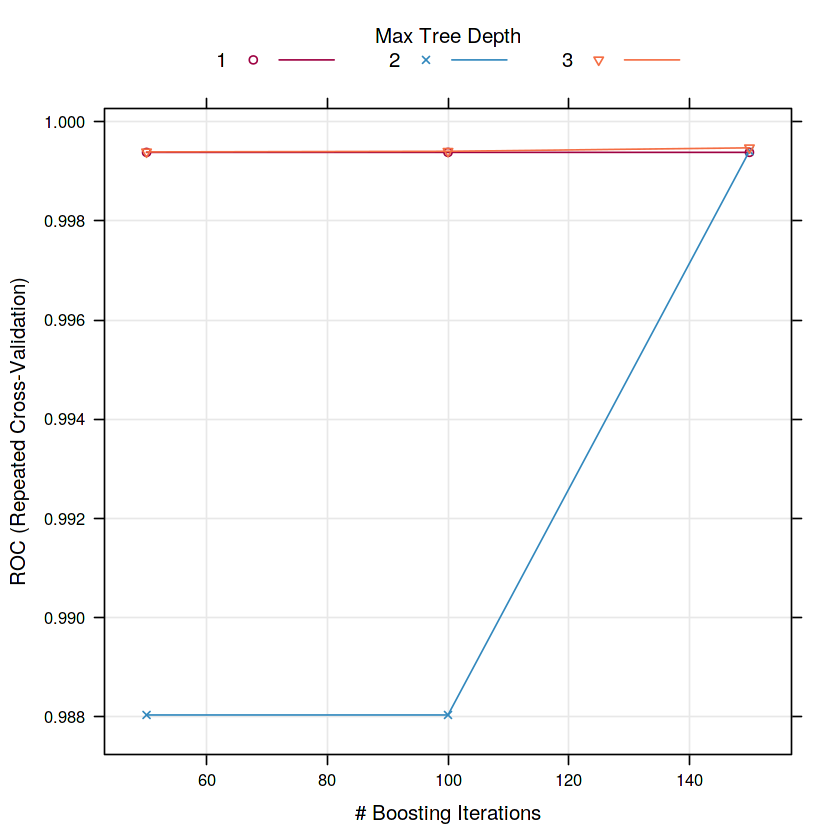 Max Tree Depth
1 2 3
1.000
0.998
0.996
0.994
0.992
0.990
0.988
ROC (Repeated Cross-Validation)
60 80 100 120 140
# Boosting Iterations